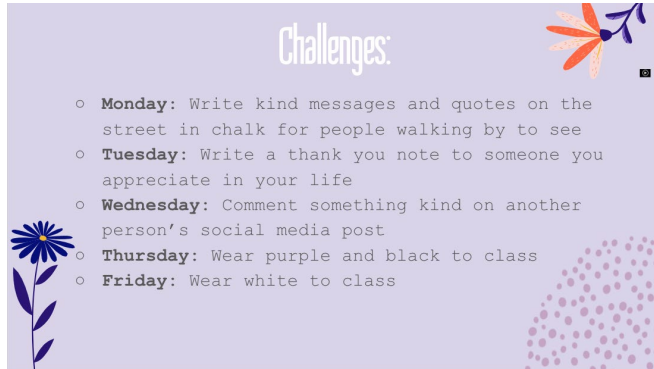 Challenges:
○ Monday: Write kind messages and quotes on the
street in chalk for people walking by to see
○ Tuesday: Write a thank you note to someone you
appreciate in your life
○ Wednesday: Comment something kind on another
person’s social media post
○ Thursday: Wear purple and black to class
○ Friday: Wear white to class